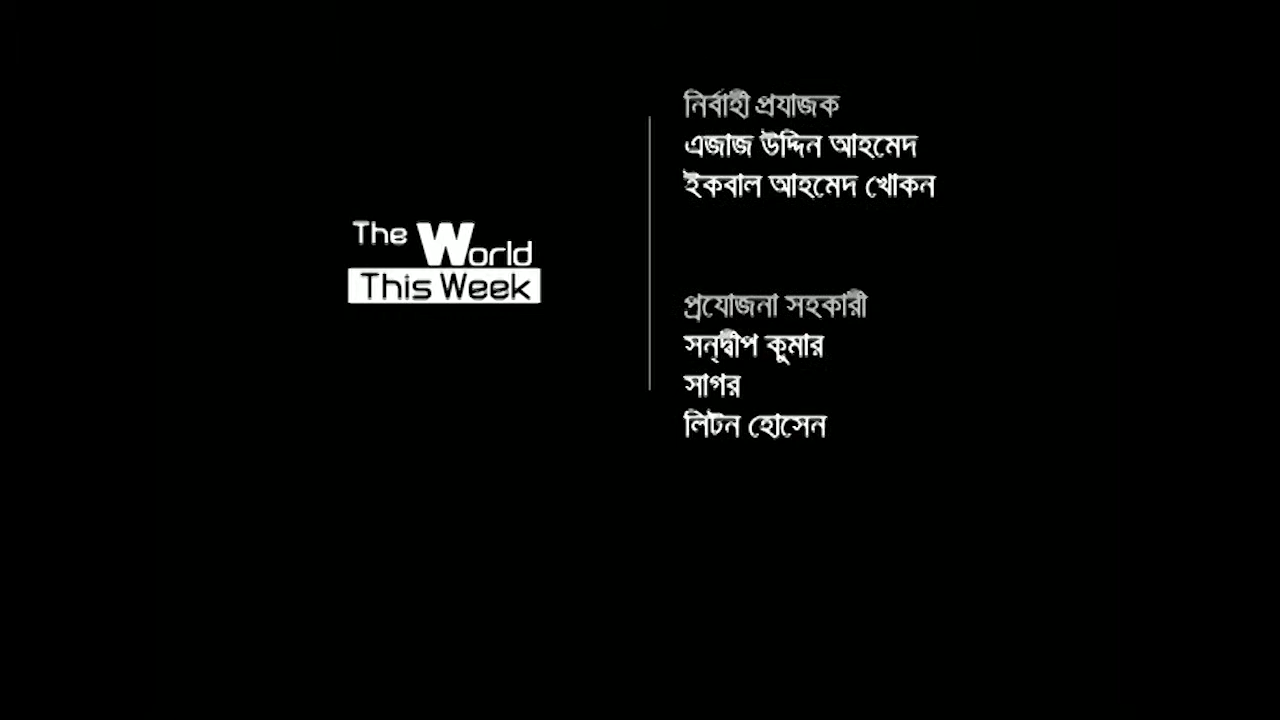 The World
This Week
নির্বাহী প্রযাজক
এজাজ উদ্দিন আহমেদ
ইকবাল আহমেদ খোকন
প্রযোজনা সহকারী
সন্দ্বীপ কুমার
সাগর
লিটন হোসেন